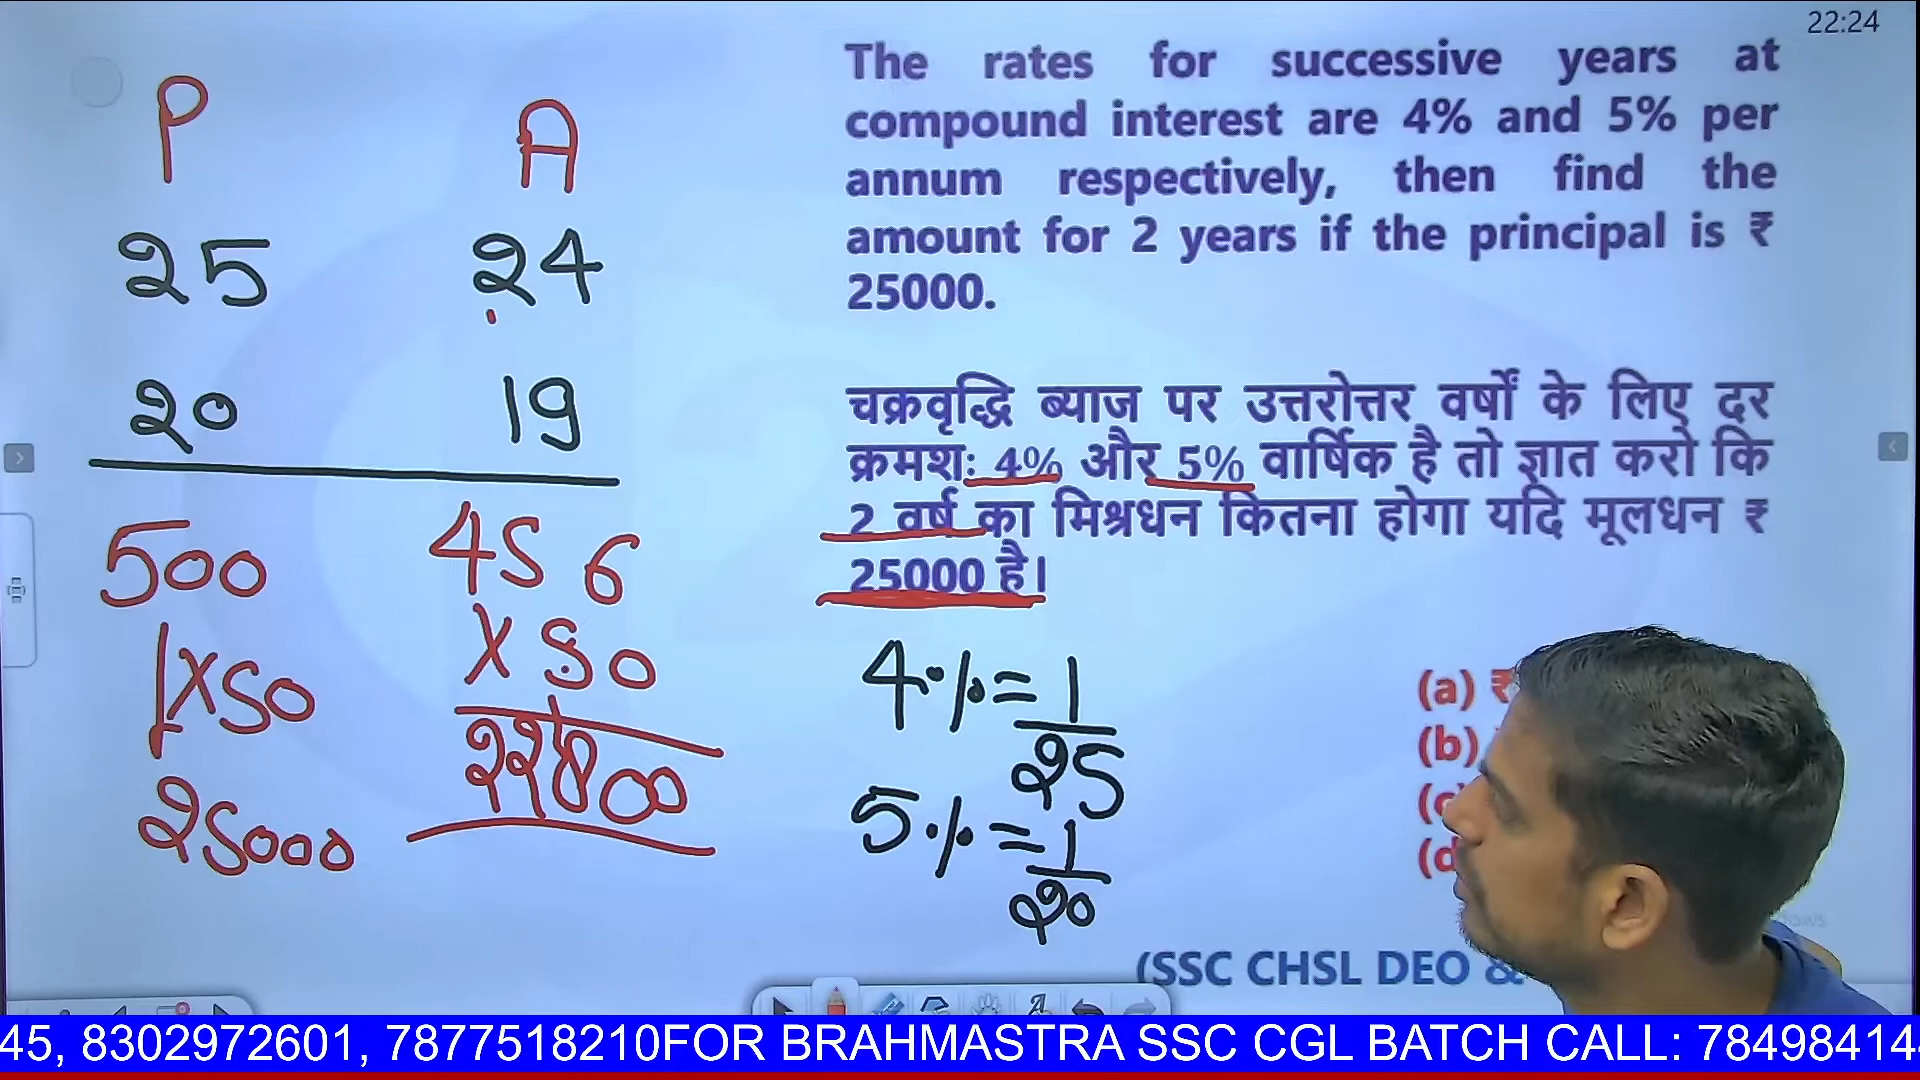 22:24
The rates for successive years at
compound interest are 4% and 5% per
annum respectively, then find the
amount for 2 years if the principal is ₹
25000.
चक्रवृद्धि ब्याज पर उत्तरोत्तर वर्षों के लिए दर
क्रमशः 4% और 5% वार्षिक है तो ज्ञात करो कि
2 वर्ष का मिश्रधन कितना होगा यदि मूलधन ₹
25000 है।
(a) ₹
(b)
(c)
(d
(SSC CHSL DEO &
P A
25 24
20 19
500 456
1x50 x 50
25000 22800
4% = 1/25
5% = 1/20
45, 8302972601, 7877518210FOR BRAHMASTRA SSC CGL BATCH CALL: 784984144